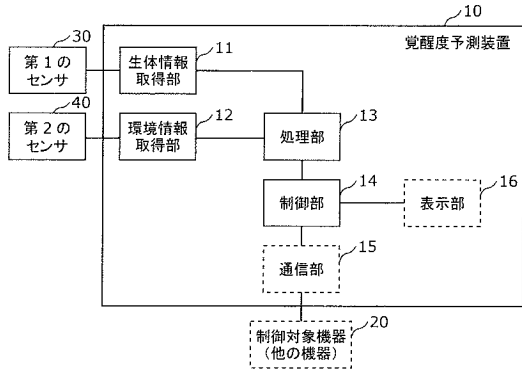 10
30
覚醒度予測装置
第1の
センサ
生体情報
取得部
11
40
第2の
センサ
環境情報
取得部
12
処理部
13
制御部
14
表示部
16
通信部
15
制御対象機器
(他の機器)
20